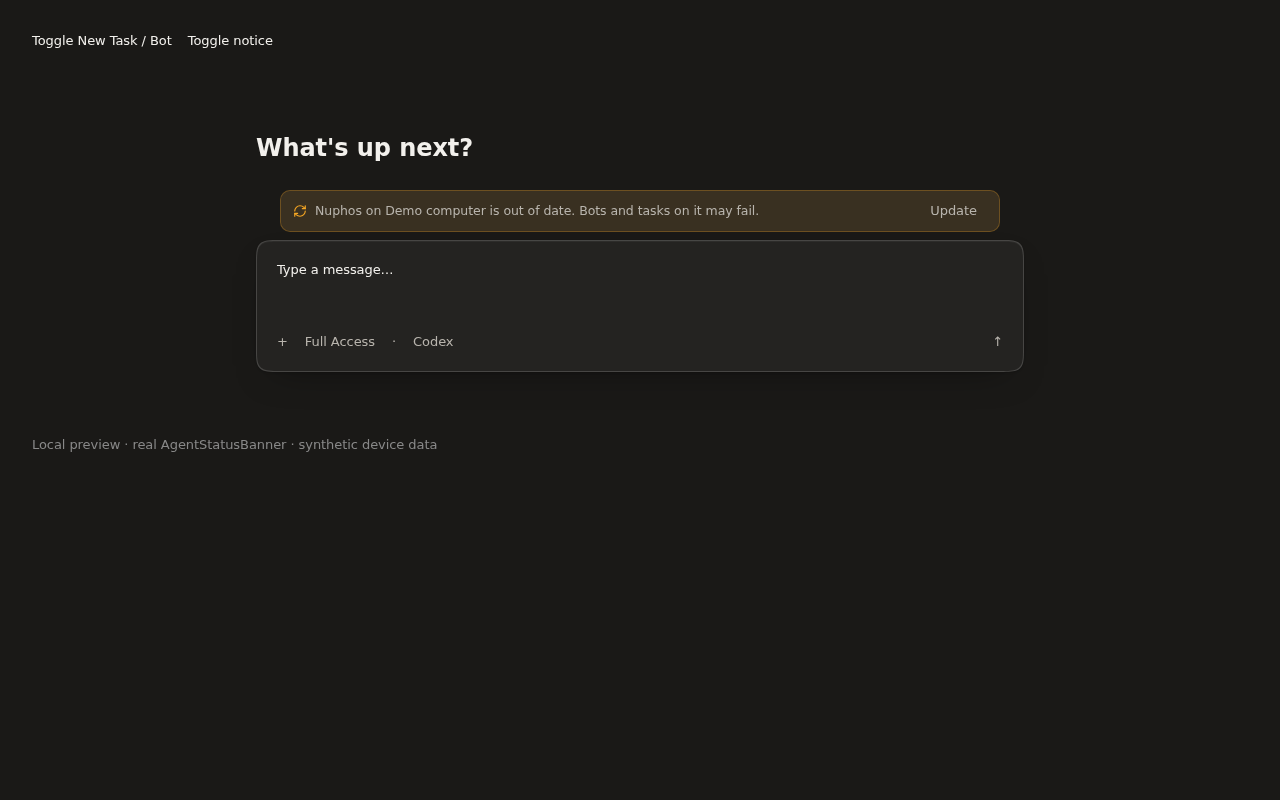 Toggle New Task / Bot Toggle notice
What's up next?
Nuphos on Demo computer is out of date. Bots and tasks on it may fail. Update
Type a message…
+ Full Access · Codex ↑
Local preview · real AgentStatusBanner · synthetic device data